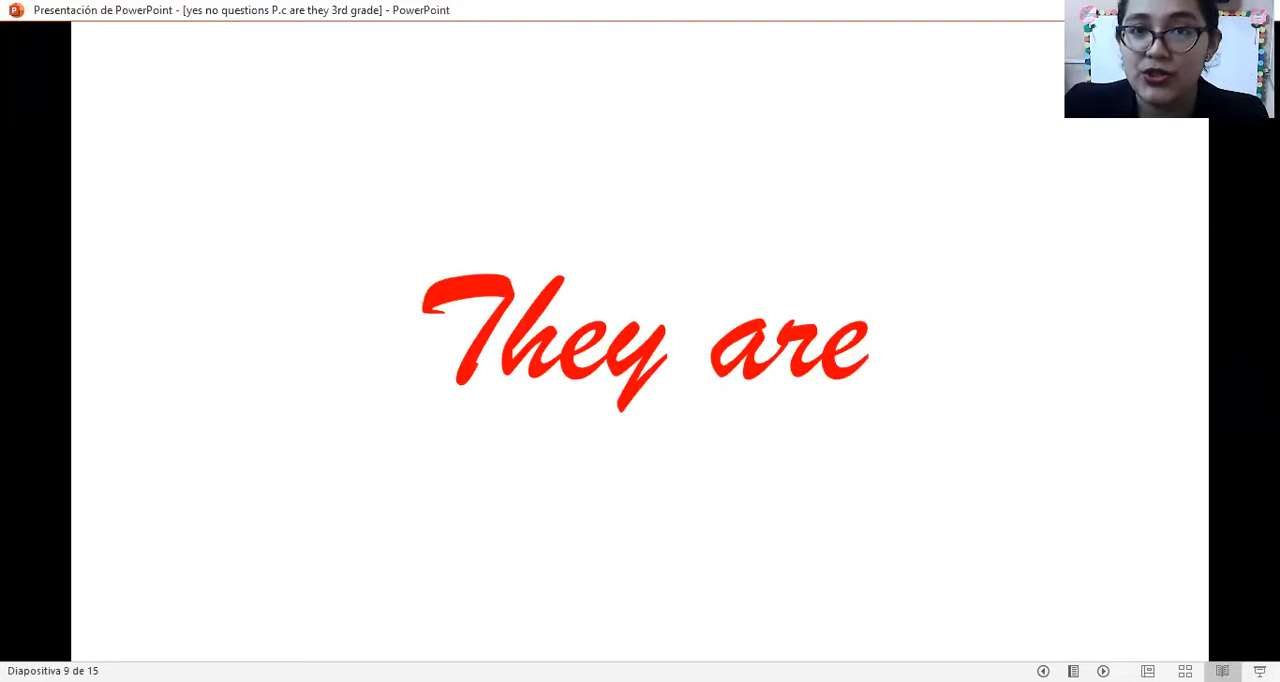 Presentación de PowerPoint - [yes no questions P.c are they 3rd grade] - PowerPoint
They are
Diapositiva 9 de 15